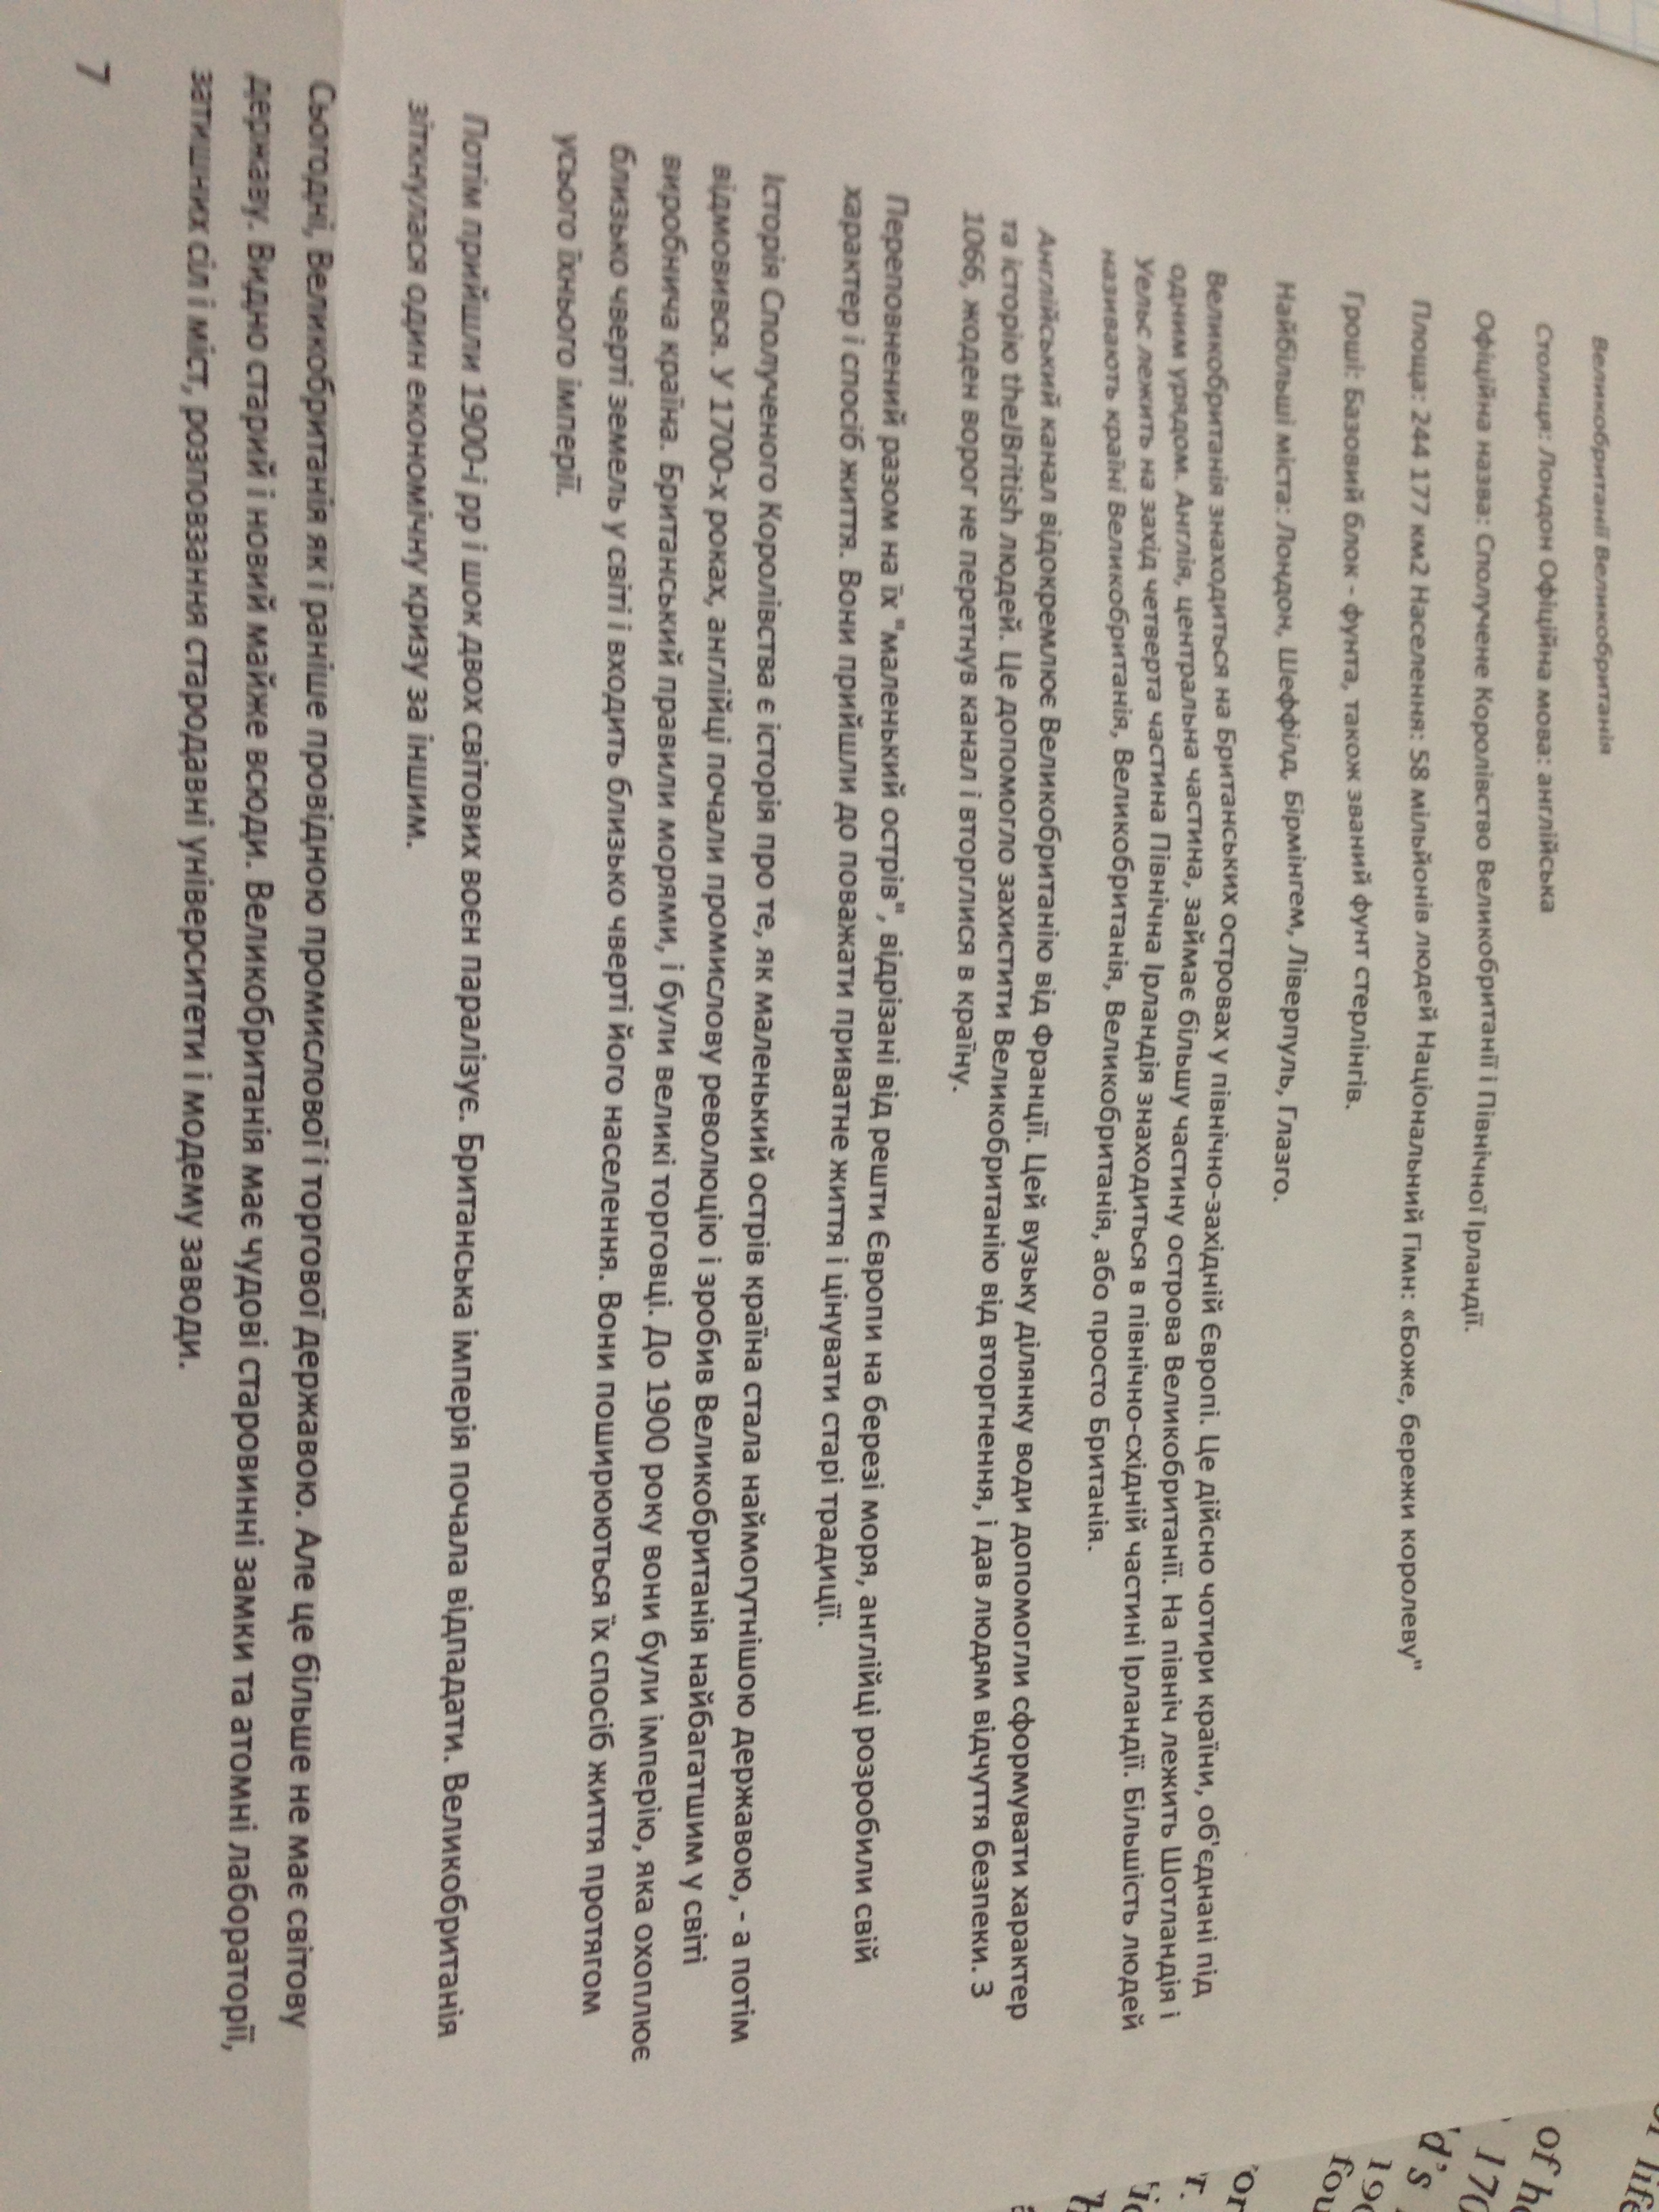 Великобританії Великобританія
Столиця: Лондон Офіційна мова: англійська
Офіційна назва: Сполучене Королівство Великобританії і Північної Ірландії.
Площа: 244 177 км2 Населення: 58 мільйонів людей Національний Гімн: «Боже, бережи королеву"
Гроші: Базовий блок - фунта, також званий фунт стерлінгів.
Найбільші міста: Лондон, Шеффілд, Бірмінгем, Ліверпуль, Глазго.
Великобританія знаходиться на Британських островах у північно-західній Європі. Це дійсно чотири країни, об'єднані під
одним урядом. Англія, центральна частина, займає більшу частину острова Великобританії. На північ лежить Шотландія і
Уельс лежить на захід четверта частина Північна Ірландія знаходиться в північно-східній частині Ірландії. Більшість людей
називають країні Великобританія, Великобританія, Великобританія, або просто Британія.
Англійський канал відокремлює Великобританію від Франції. Цей вузьку ділянку води допомогли сформувати характер
та історію theJBritish людей. Це допомогло захистити Великобританію від вторгнення, і дав людям відчуття безпеки. З
1066, жоден ворог не перетнув канал і вторглися в країну.
Переповнений разом на їх "маленький острів", відрізані від решти Європи на березі моря, англійці розробили свій
характер і спосіб життя. Вони прийшли до поважати приватне життя і цінувати старі традиції.
Історія Сполученого Королівства є історія про те, як маленький острів країна стала наймогутнішою державою, - а потім
відмовився. У 1700-х роках, англійці почали промислову революцію і зробив Великобританія найбагатшим у світі
виробнича країна. Британський правили морями, і були великі торговці. До 1900 року вони були імперію, яка охоплює
близько чверті земель у світі і входить близько чверті його населення. Вони поширюються їх спосіб життя протягом
усього їхнього імперії.
Потім прийшли 1900-і рр і шок двох світових воєн паралізує. Британська імперія почала відпадати. Великобританія
зіткнулася один економічну кризу за іншим.
Сьогодні, Великобританія як і раніше провідною промислової і торгової державою. Але це більше не має світову
державу. Видно старий і новий майже всюди. Великобританія має чудові старовинні замки та атомні лабораторії,
затишних сіл і міст, розповзання стародавні університети і модему заводи.
7
of h
d's